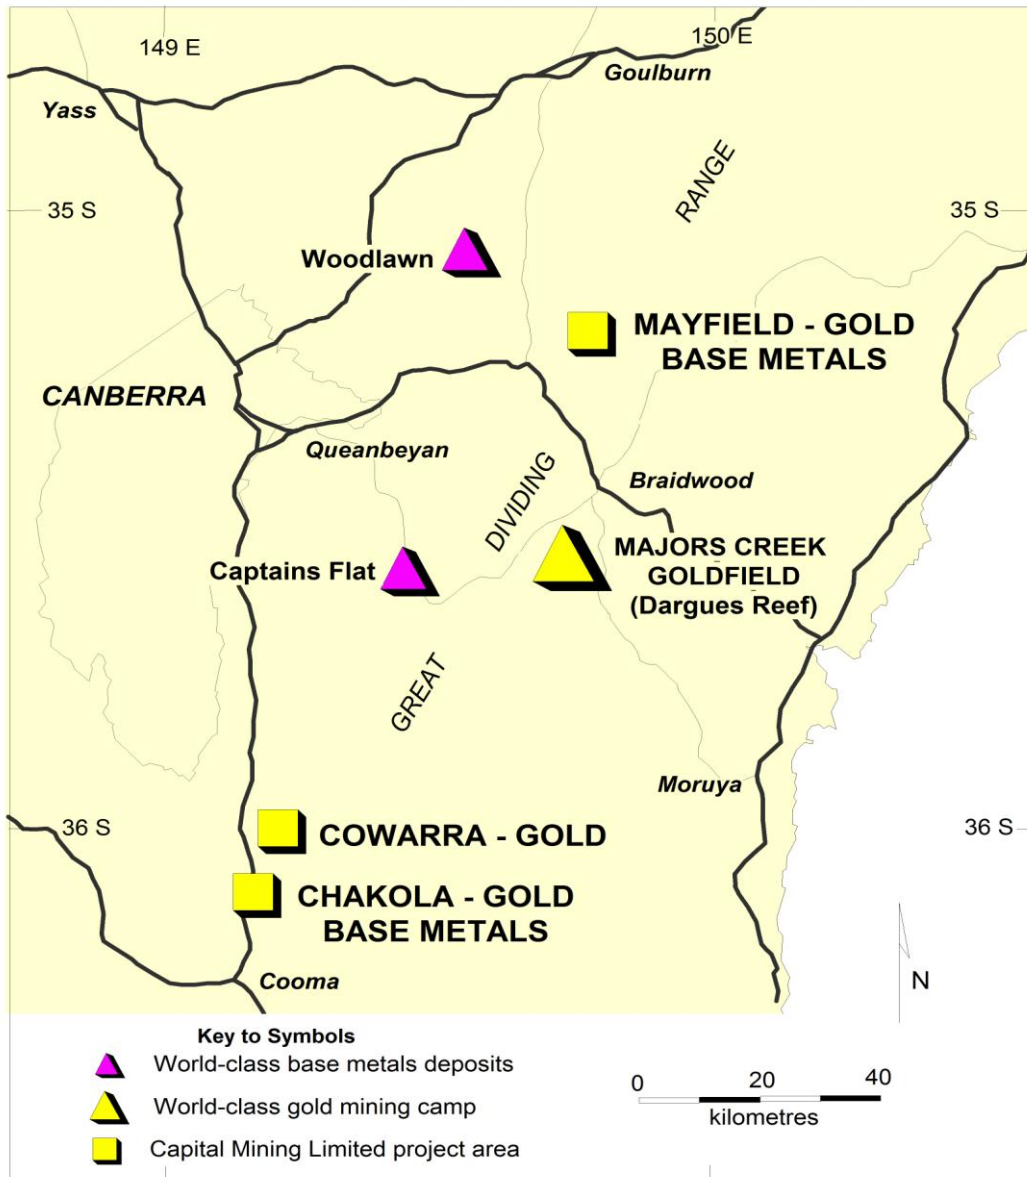 149 E
150 E
Goulburn
Yass
RANGE
35 S
35 S
Woodlawn
MAYFIELD - GOLD
BASE METALS
CANBERRA
Queanbeyan
DIVIDING
Braidwood
MAJORS CREEK
GOLDFIELD
(Dargues Reef)
Captains Flat
GREAT
Moruya
36 S
36 S
COWARRA - GOLD
CHAKOLA - GOLD
BASE METALS
Cooma
N
Key to Symbols
World-class base metals deposits
World-class gold mining camp
Capital Mining Limited project area
0 20 40
kilometres